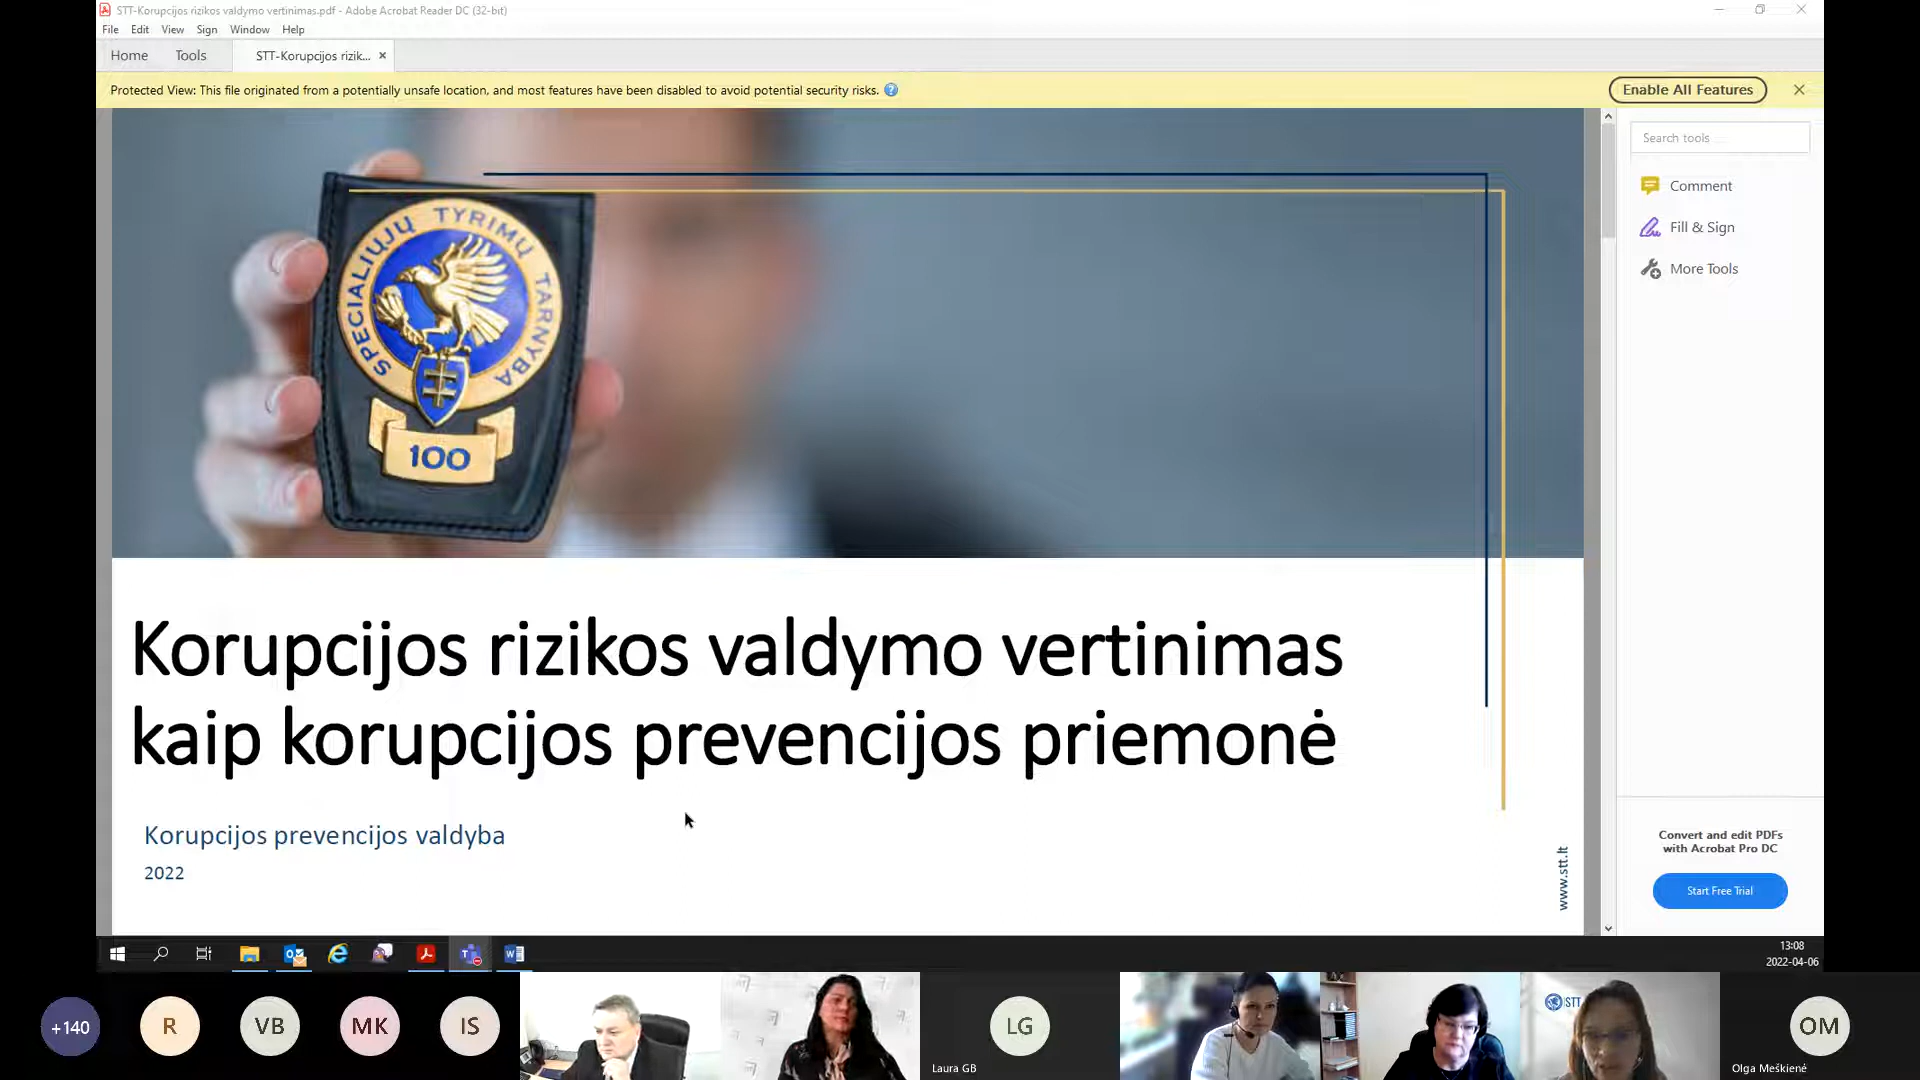 STT-Korupcijos rizikos valdymo vertinimas.pdf - Adobe Acrobat Reader DC (32-bit)
File Edit View Sign Window Help
Home Tools STT-Korupcijos rizik... ×
Protected View: This file originated from a potentially unsafe location, and most features have been disabled to avoid potential security risks. ?
Enable All Features
Search tools ...
Comment
Fill & Sign
More Tools
SPECIALIŲJŲ TYRIMŲ TARNYBA
100
Korupcijos rizikos valdymo vertinimas
kaip korupcijos prevencijos priemonė
Korupcijos prevencijos valdyba
2022
www.stt.lt
Convert and edit PDFs
with Acrobat Pro DC
Start Free Trial
13:08
2022-04-06
+140 R VB MK IS LG STT OM
Laura GB
Olga Meškienė